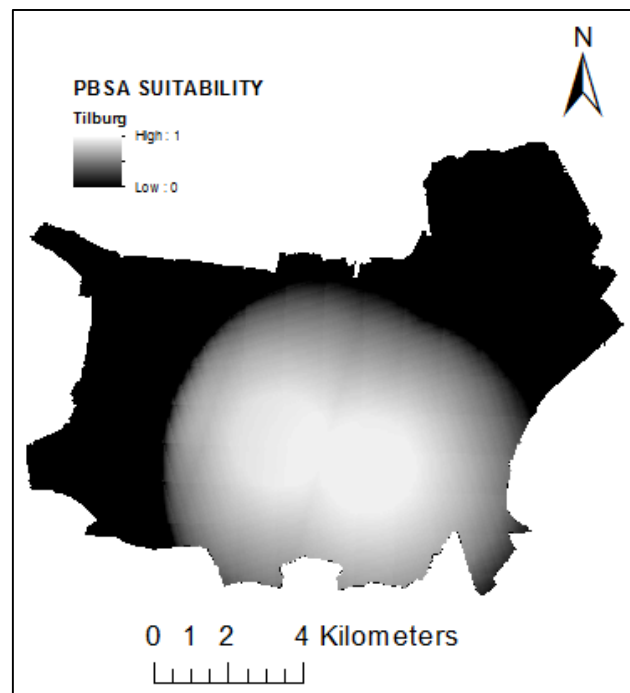 N
PBSA SUITABILITY
Tilburg
High : 1
Low : 0
0 1 2 4 Kilometers